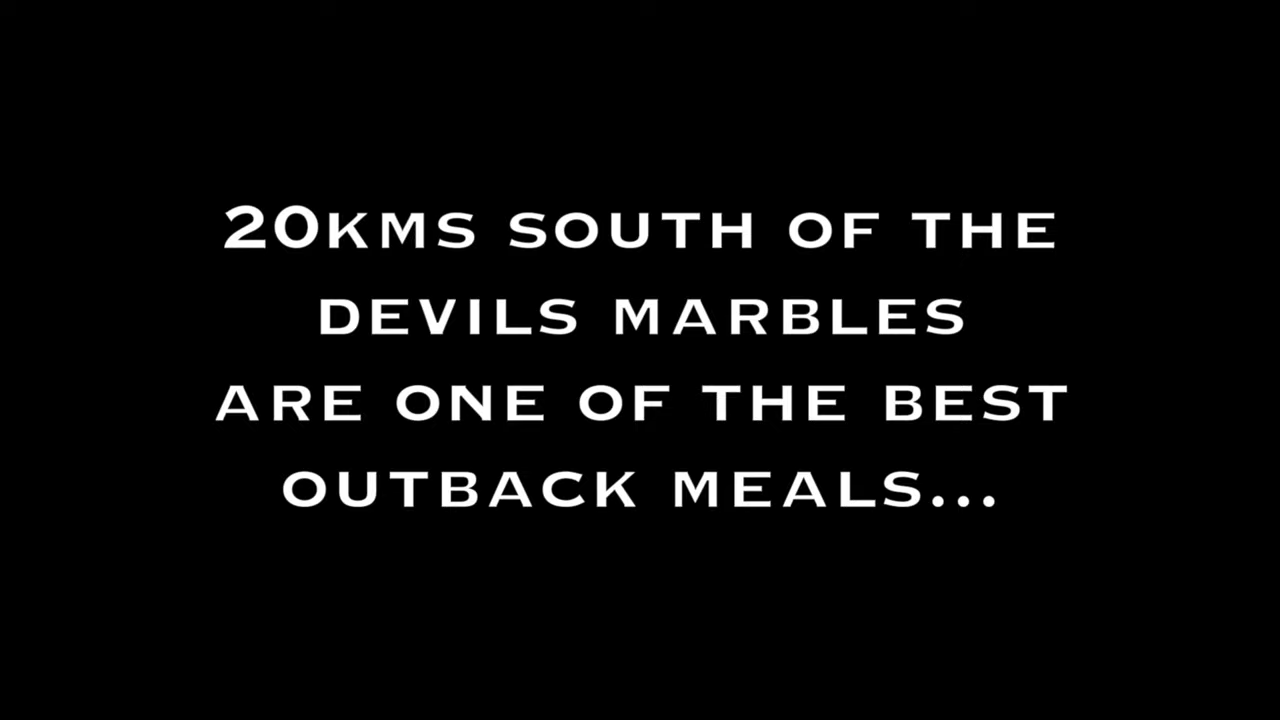 20KMS SOUTH OF THE
DEVILS MARBLES
ARE ONE OF THE BEST
OUTBACK MEALS...